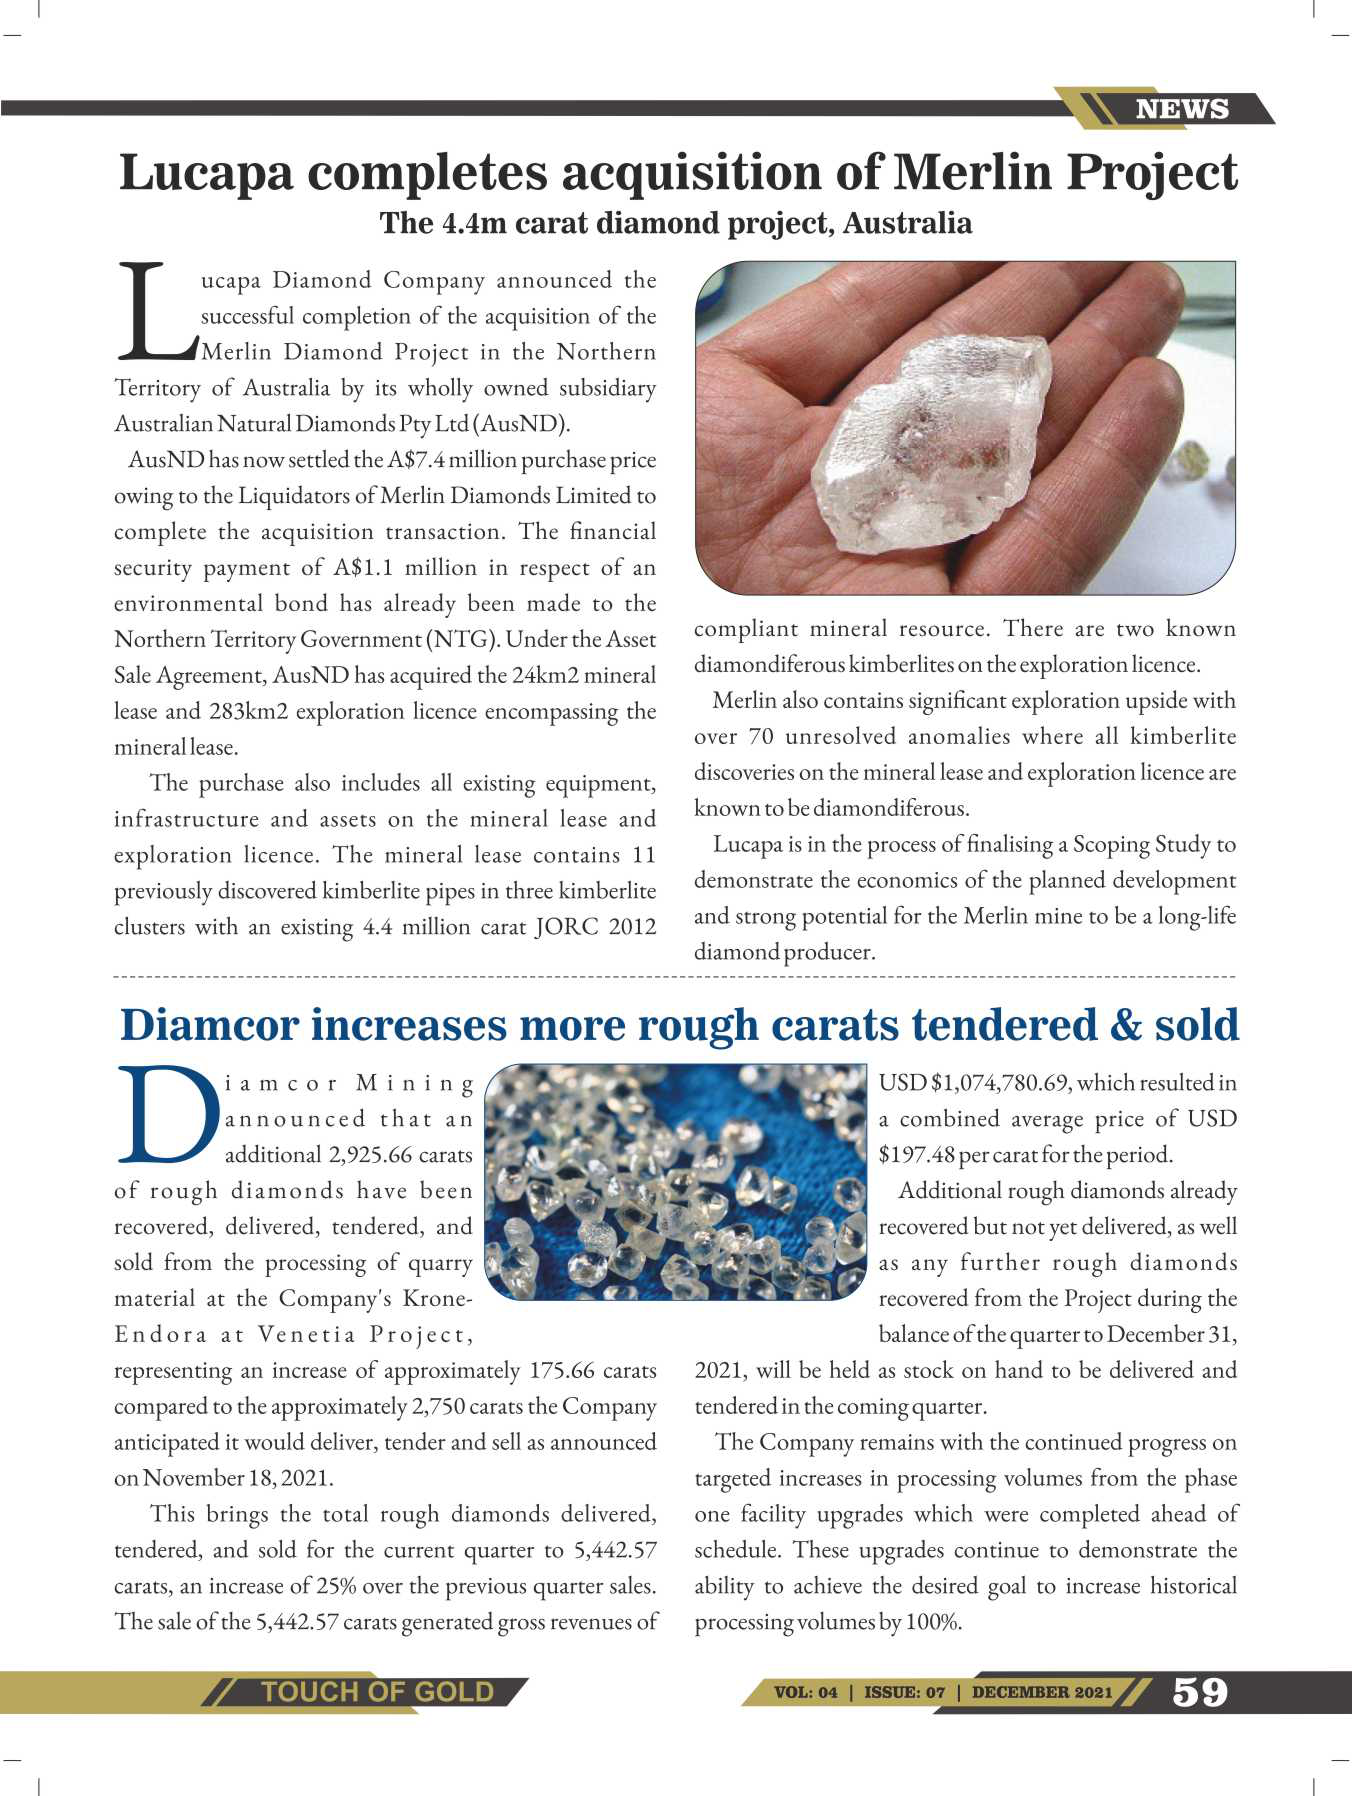 NEWS
Lucapa completes acquisition of Merlin Project
The 4.4m carat diamond project, Australia
Lucapa Diamond Company announced the
successful completion of the acquisition of the
Merlin Diamond Project in the Northern
Territory of Australia by its wholly owned subsidiary
Australian Natural Diamonds Pty Ltd (AusND).
AusND has now settled the A$7.4 million purchase price
owing to the Liquidators of Merlin Diamonds Limited to
complete the acquisition transaction. The financial
security payment of A$1.1 million in respect of an
environmental bond has already been made to the
Northern Territory Government (NTG). Under the Asset
Sale Agreement, AusND has acquired the 24km2 mineral
lease and 283km2 exploration licence encompassing the
mineral lease.
The purchase also includes all existing equipment,
infrastructure and assets on the mineral lease and
exploration licence. The mineral lease contains 11
previously discovered kimberlite pipes in three kimberlite
clusters with an existing 4.4 million carat JORC 2012
compliant mineral resource. There are two known
diamondiferous kimberlites on the exploration licence.
Merlin also contains significant exploration upside with
over 70 unresolved anomalies where all kimberlite
discoveries on the mineral lease and exploration licence are
known to be diamondiferous.
Lucapa is in the process of finalising a Scoping Study to
demonstrate the economics of the planned development
and strong potential for the Merlin mine to be a long-life
diamond producer.
Diamcor increases more rough carats tendered & sold
Diamcor Mining
announced that an
additional 2,925.66 carats
of rough diamonds have been
recovered, delivered, tendered, and
sold from the processing of quarry
material at the Company's Krone-
Endora at Venetia Project,
representing an increase of approximately 175.66 carats
compared to the approximately 2,750 carats the Company
anticipated it would deliver, tender and sell as announced
on November 18, 2021.
This brings the total rough diamonds delivered,
tendered, and sold for the current quarter to 5,442.57
carats, an increase of 25% over the previous quarter sales.
The sale of the 5,442.57 carats generated gross revenues of
USD $1,074,780.69, which resulted in
a combined average price of USD
$197.48 per carat for the period.
Additional rough diamonds already
recovered but not yet delivered, as well
as any further rough diamonds
recovered from the Project during the
balance of the quarter to December 31,
2021, will be held as stock on hand to be delivered and
tendered in the coming quarter.
The Company remains with the continued progress on
targeted increases in processing volumes from the phase
one facility upgrades which were completed ahead of
schedule. These upgrades continue to demonstrate the
ability to achieve the desired goal to increase historical
processing volumes by 100%.
TOUCH OF GOLD
VOL: 04 | ISSUE: 07 | DECEMBER 2021
59